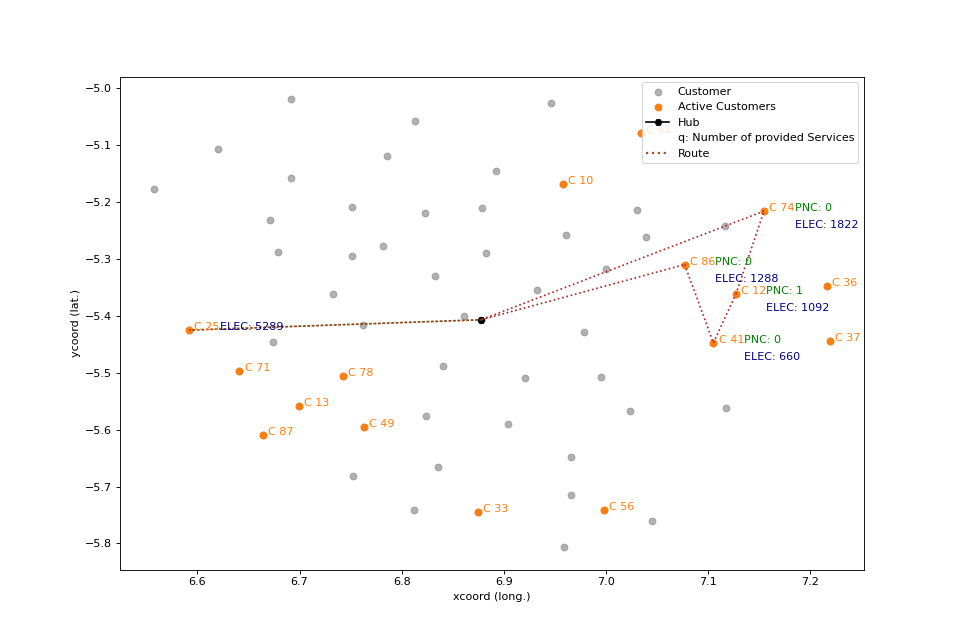 Customer
Active Customers
Hub
q: Number of provided Services
Route
C 10
C 74 PNC: 0
ELEC: 1822
C 86 PNC: 0
ELEC: 1288
C 36
C 12 PNC: 1
ELEC: 1092
C 25 ELEC: 5289
C 41 PNC: 0
ELEC: 660
C 37
C 71
C 78
C 13
C 49
C 87
C 33
C 56
−5.0
−5.1
−5.2
−5.3
−5.4
−5.5
−5.6
−5.7
−5.8
ycoord (lat.)
6.6 6.7 6.8 6.9 7.0 7.1 7.2
xcoord (long.)